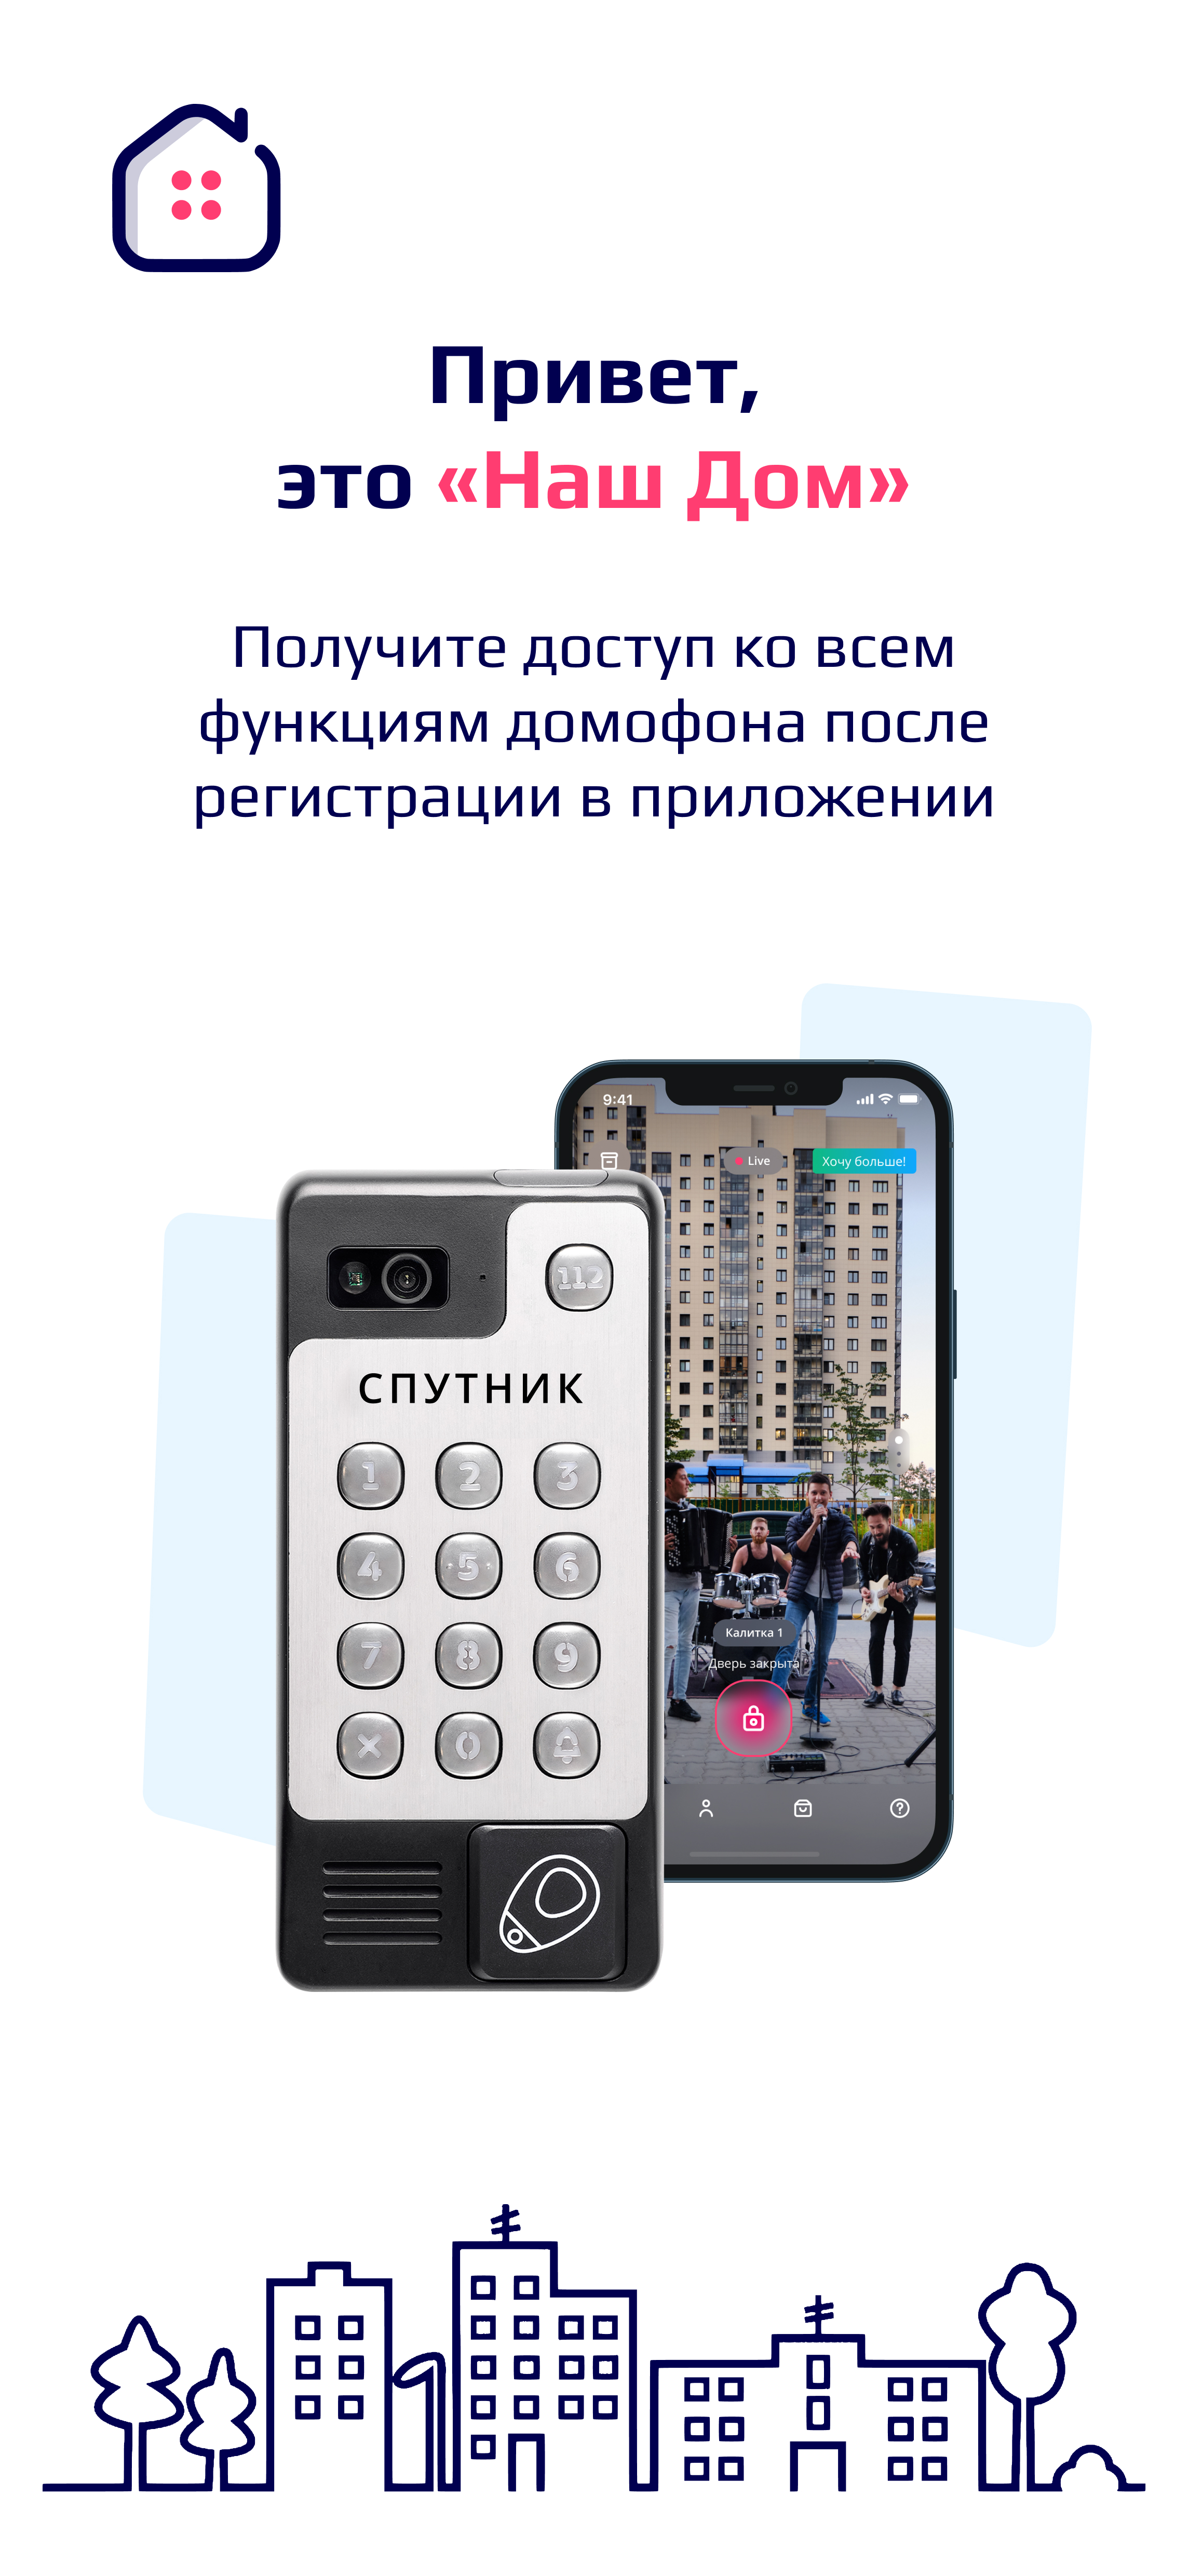 Привет,
это «Наш Дом»
Получите доступ ко всем
функциям домофона после
регистрации в приложении
9:41
Live
Хочу больше!
112
СПУТНИК
1 2 3
4 5 6
7 8 9
× 0
Калитка 1
Дверь закрыта